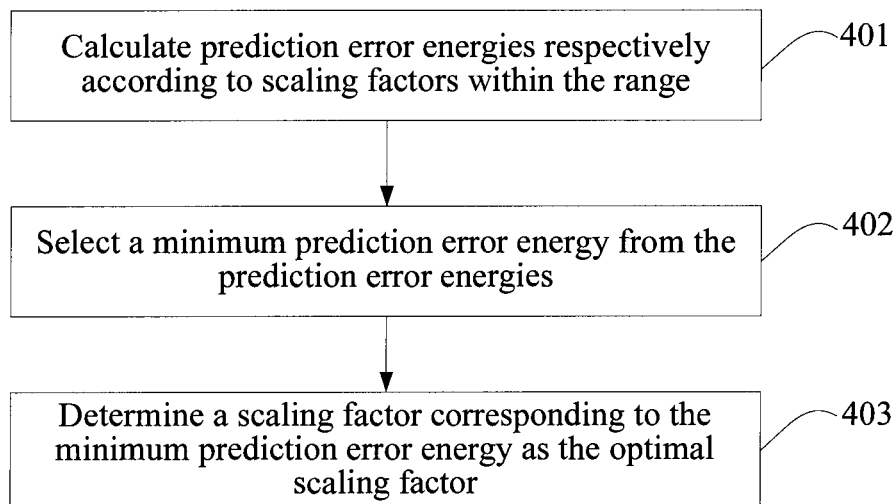 Calculate prediction error energies respectively
according to scaling factors within the range
401
Select a minimum prediction error energy from the
prediction error energies
402
Determine a scaling factor corresponding to the
minimum prediction error energy as the optimal
scaling factor
403